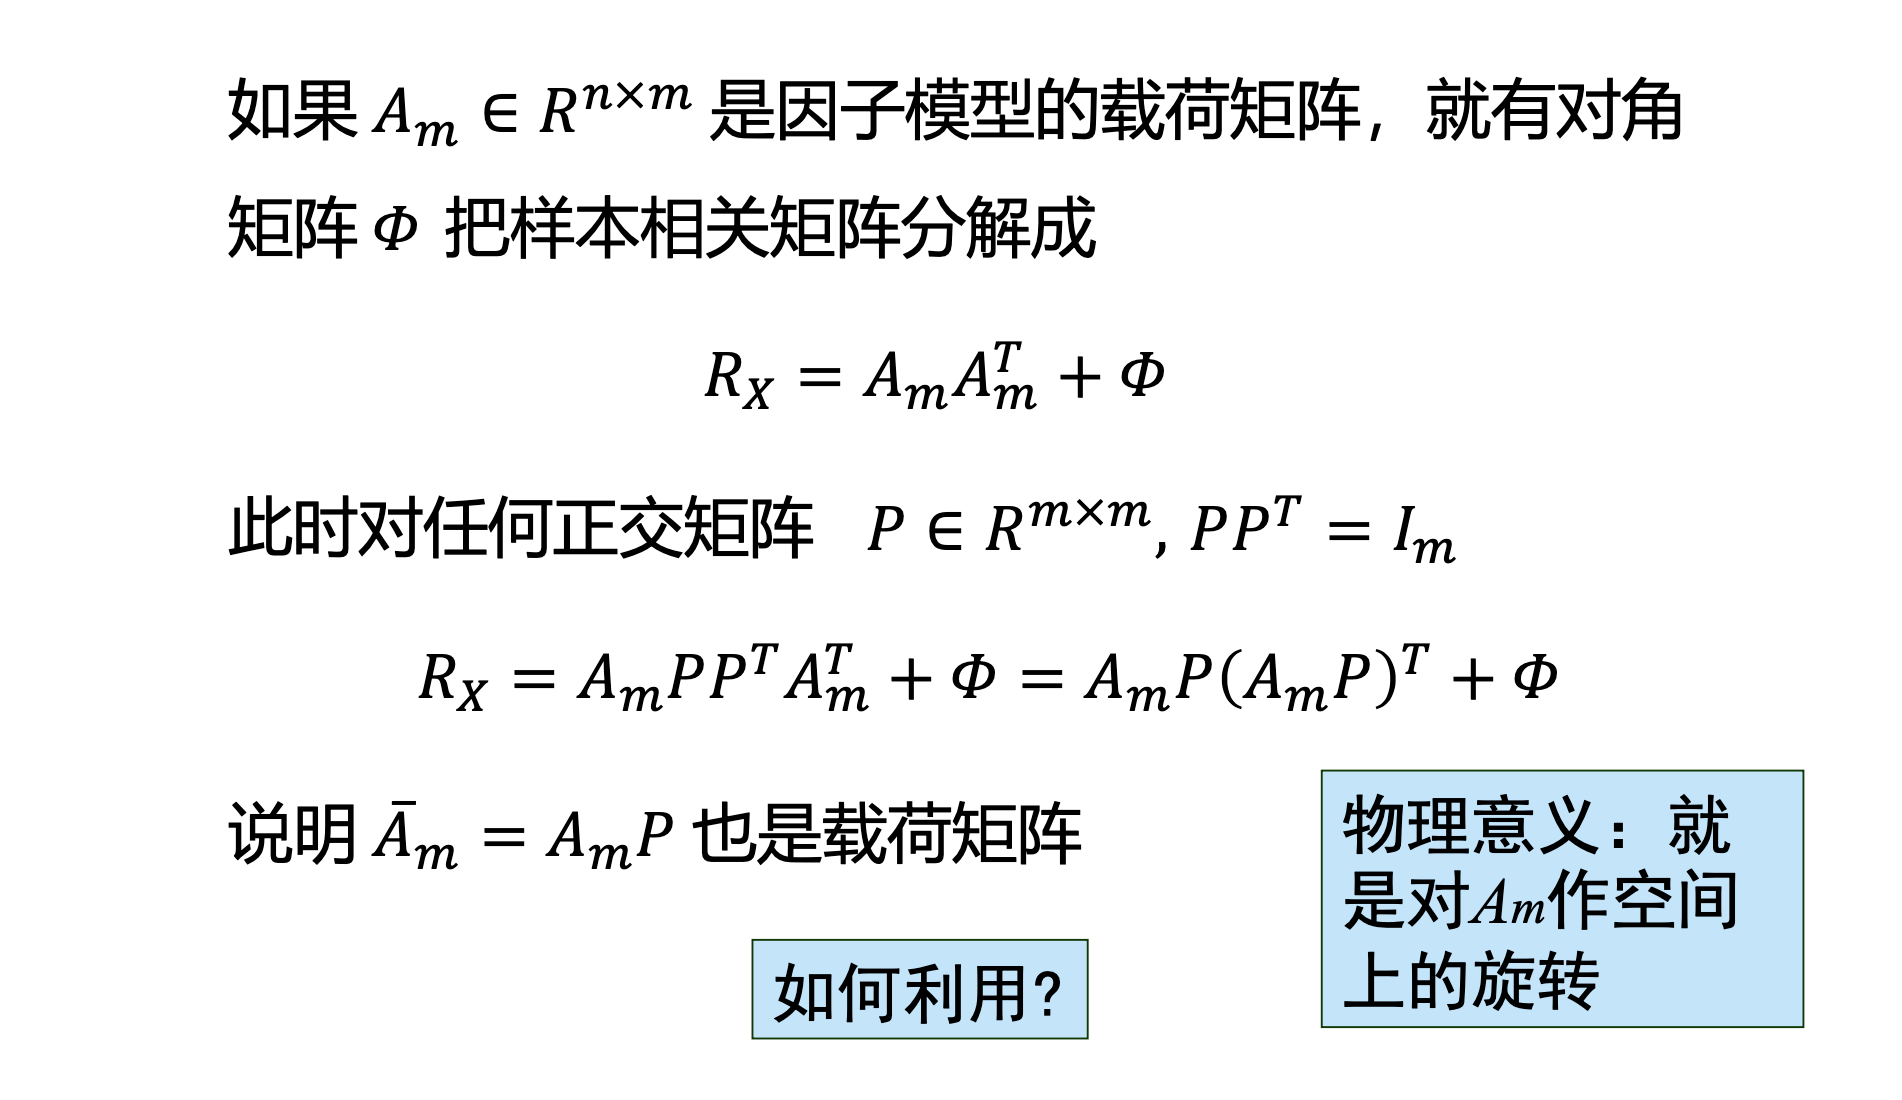 如果 $A_m \in R^{n \times m}$ 是因子模型的载荷矩阵，就有对角
矩阵 $\Phi$ 把样本相关矩阵分解成
$R_X = A_m A_m^T + \Phi$
此时对任何正交矩阵 $P \in R^{m \times m}, PP^T = I_m$
$R_X = A_m PP^T A_m^T + \Phi = A_m P(A_m P)^T + \Phi$
说明 $\bar{A}_m = A_m P$ 也是载荷矩阵
物理意义：就
是对Am作空间
上的旋转
如何利用?